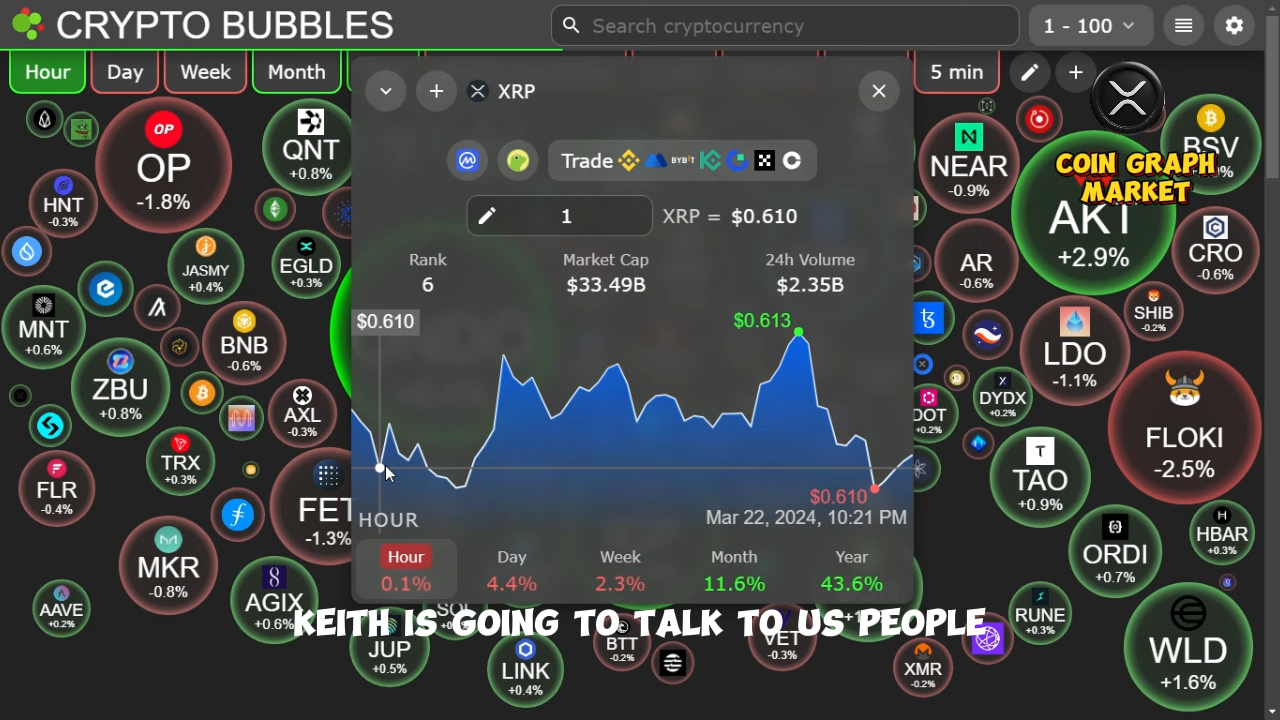 CRYPTO BUBBLES
Search cryptocurrency
1 - 100
Hour
Day
Week
Month
5 min
XRP
COIN GRAPH
MARKET
Trade
BYBIT
1
XRP = $0.610
Rank
6
Market Cap
$33.49B
24h Volume
$2.35B
$0.610
$0.613
$0.610
HOUR
Mar 22, 2024, 10:21 PM
Hour
0.1%
Day
4.4%
Week
2.3%
Month
11.6%
Year
43.6%
KEITH IS GOING TO TALK TO US PEOPLE
OP
OP
-1.8%
QNT
+0.8%
HNT
-0.3%
JASMY
+0.4%
EGLD
+0.3%
MNT
+0.6%
BNB
-0.6%
ZBU
+0.8%
AXL
-0.3%
TRX
+0.3%
FLR
-0.4%
FET
-1.3%
MKR
-0.8%
AGIX
+0.6%
AAVE
+0.2%
SOL
JUP
+0.5%
LINK
+0.4%
BTT
-0.2%
VET
-0.3%
XMR
-0.2%
RUNE
+0.3%
WLD
+1.6%
HBAR
+0.3%
ORDI
+0.7%
TAO
+0.9%
FLOKI
-2.5%
DYDX
+0.2%
DOT
+0.2%
LDO
-1.1%
SHIB
-0.2%
AR
-0.6%
CRO
-0.6%
AKT
+2.9%
NEAR
-0.9%
BSV